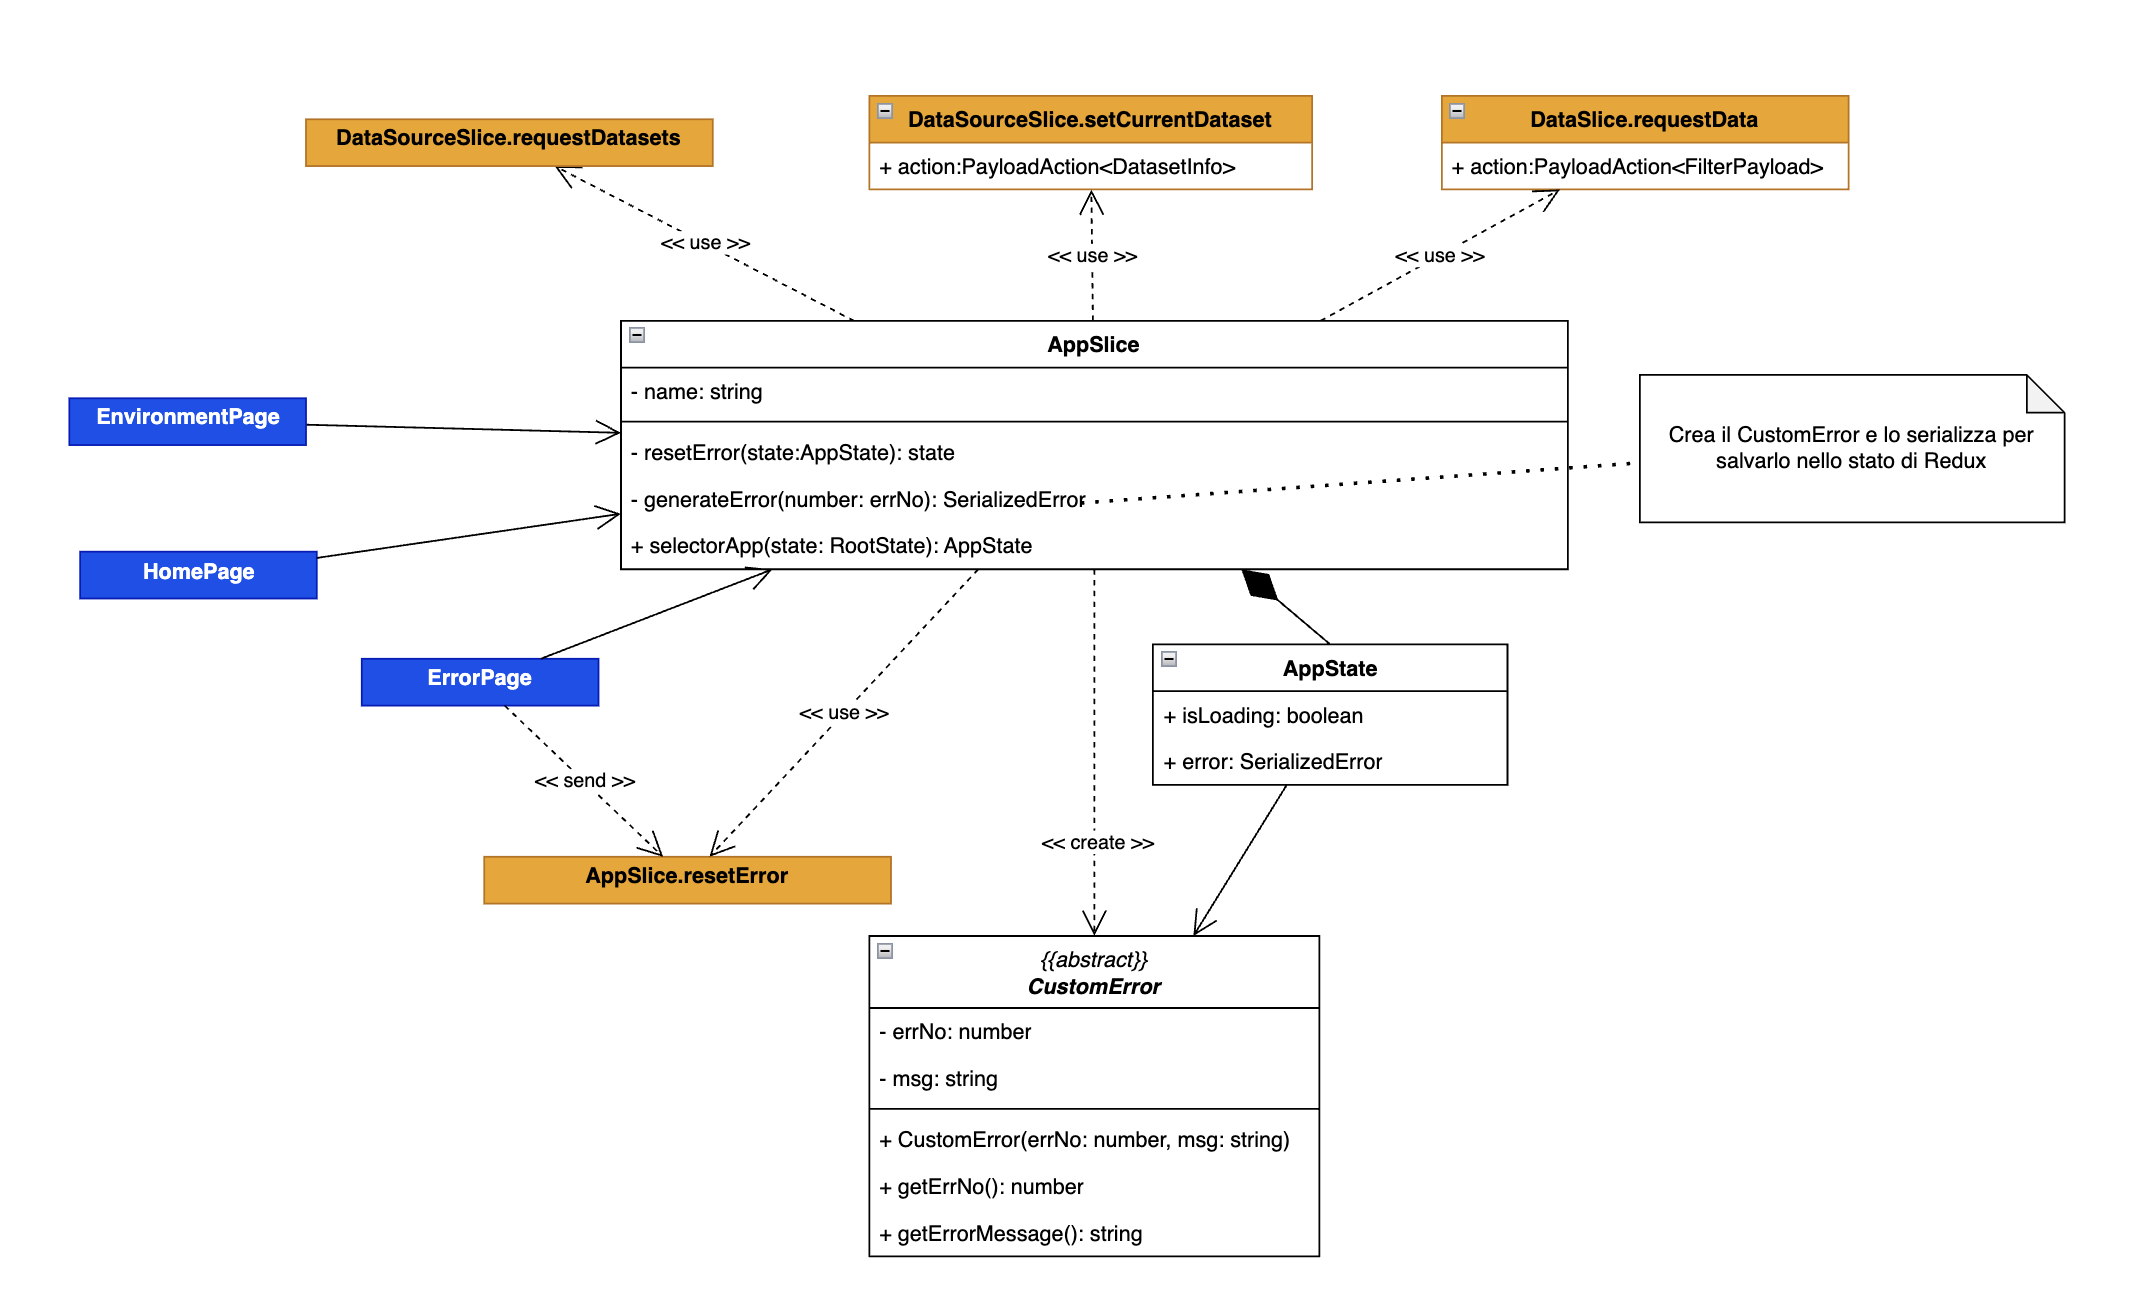 DataSourceSlice.requestDatasets
DataSourceSlice.setCurrentDataset
+ action:PayloadAction<DatasetInfo>
DataSlice.requestData
+ action:PayloadAction<FilterPayload>
<< use >>
<< use >>
<< use >>
AppSlice
- name: string
- resetError(state:AppState): state
- generateError(number: errNo): SerializedError
+ selectorApp(state: RootState): AppState
Crea il CustomError e lo serializza per
salvarlo nello stato di Redux
EnvironmentPage
HomePage
ErrorPage
<< send >>
<< use >>
AppSlice.resetError
<< create >>
AppState
+ isLoading: boolean
+ error: SerializedError
{{abstract}}
CustomError
- errNo: number
- msg: string
+ CustomError(errNo: number, msg: string)
+ getErrNo(): number
+ getErrorMessage(): string